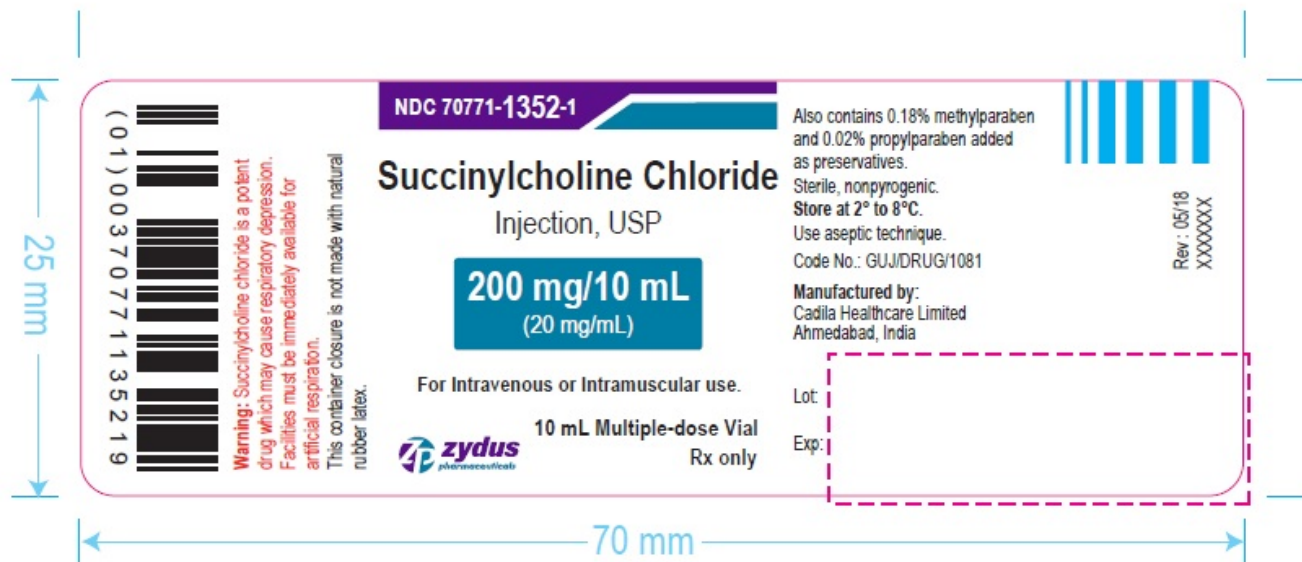 (01)00370771135219
Warning: Succinylcholine chloride is a potent
drug which may cause respiratory depression.
Facilities must be immediately available for
artificial respiration.
This container closure is not made with natural
rubber latex.
NDC 70771-1352-1
Succinylcholine Chloride
Injection, USP
200 mg/10 mL
(20 mg/mL)
For Intravenous or Intramuscular use.
10 mL Multiple-dose Vial
Rx only
zydus
pharmaceuticals
Also contains 0.18% methylparaben
and 0.02% propylparaben added
as preservatives.
Sterile, nonpyrogenic.
Store at 2° to 8°C.
Use aseptic technique.
Code No.: GUJ/DRUG/1081
Manufactured by:
Cadila Healthcare Limited
Ahmedabad, India
Lot:
Exp:
Rev : 05/18
XXXXXXX
25 mm
70 mm